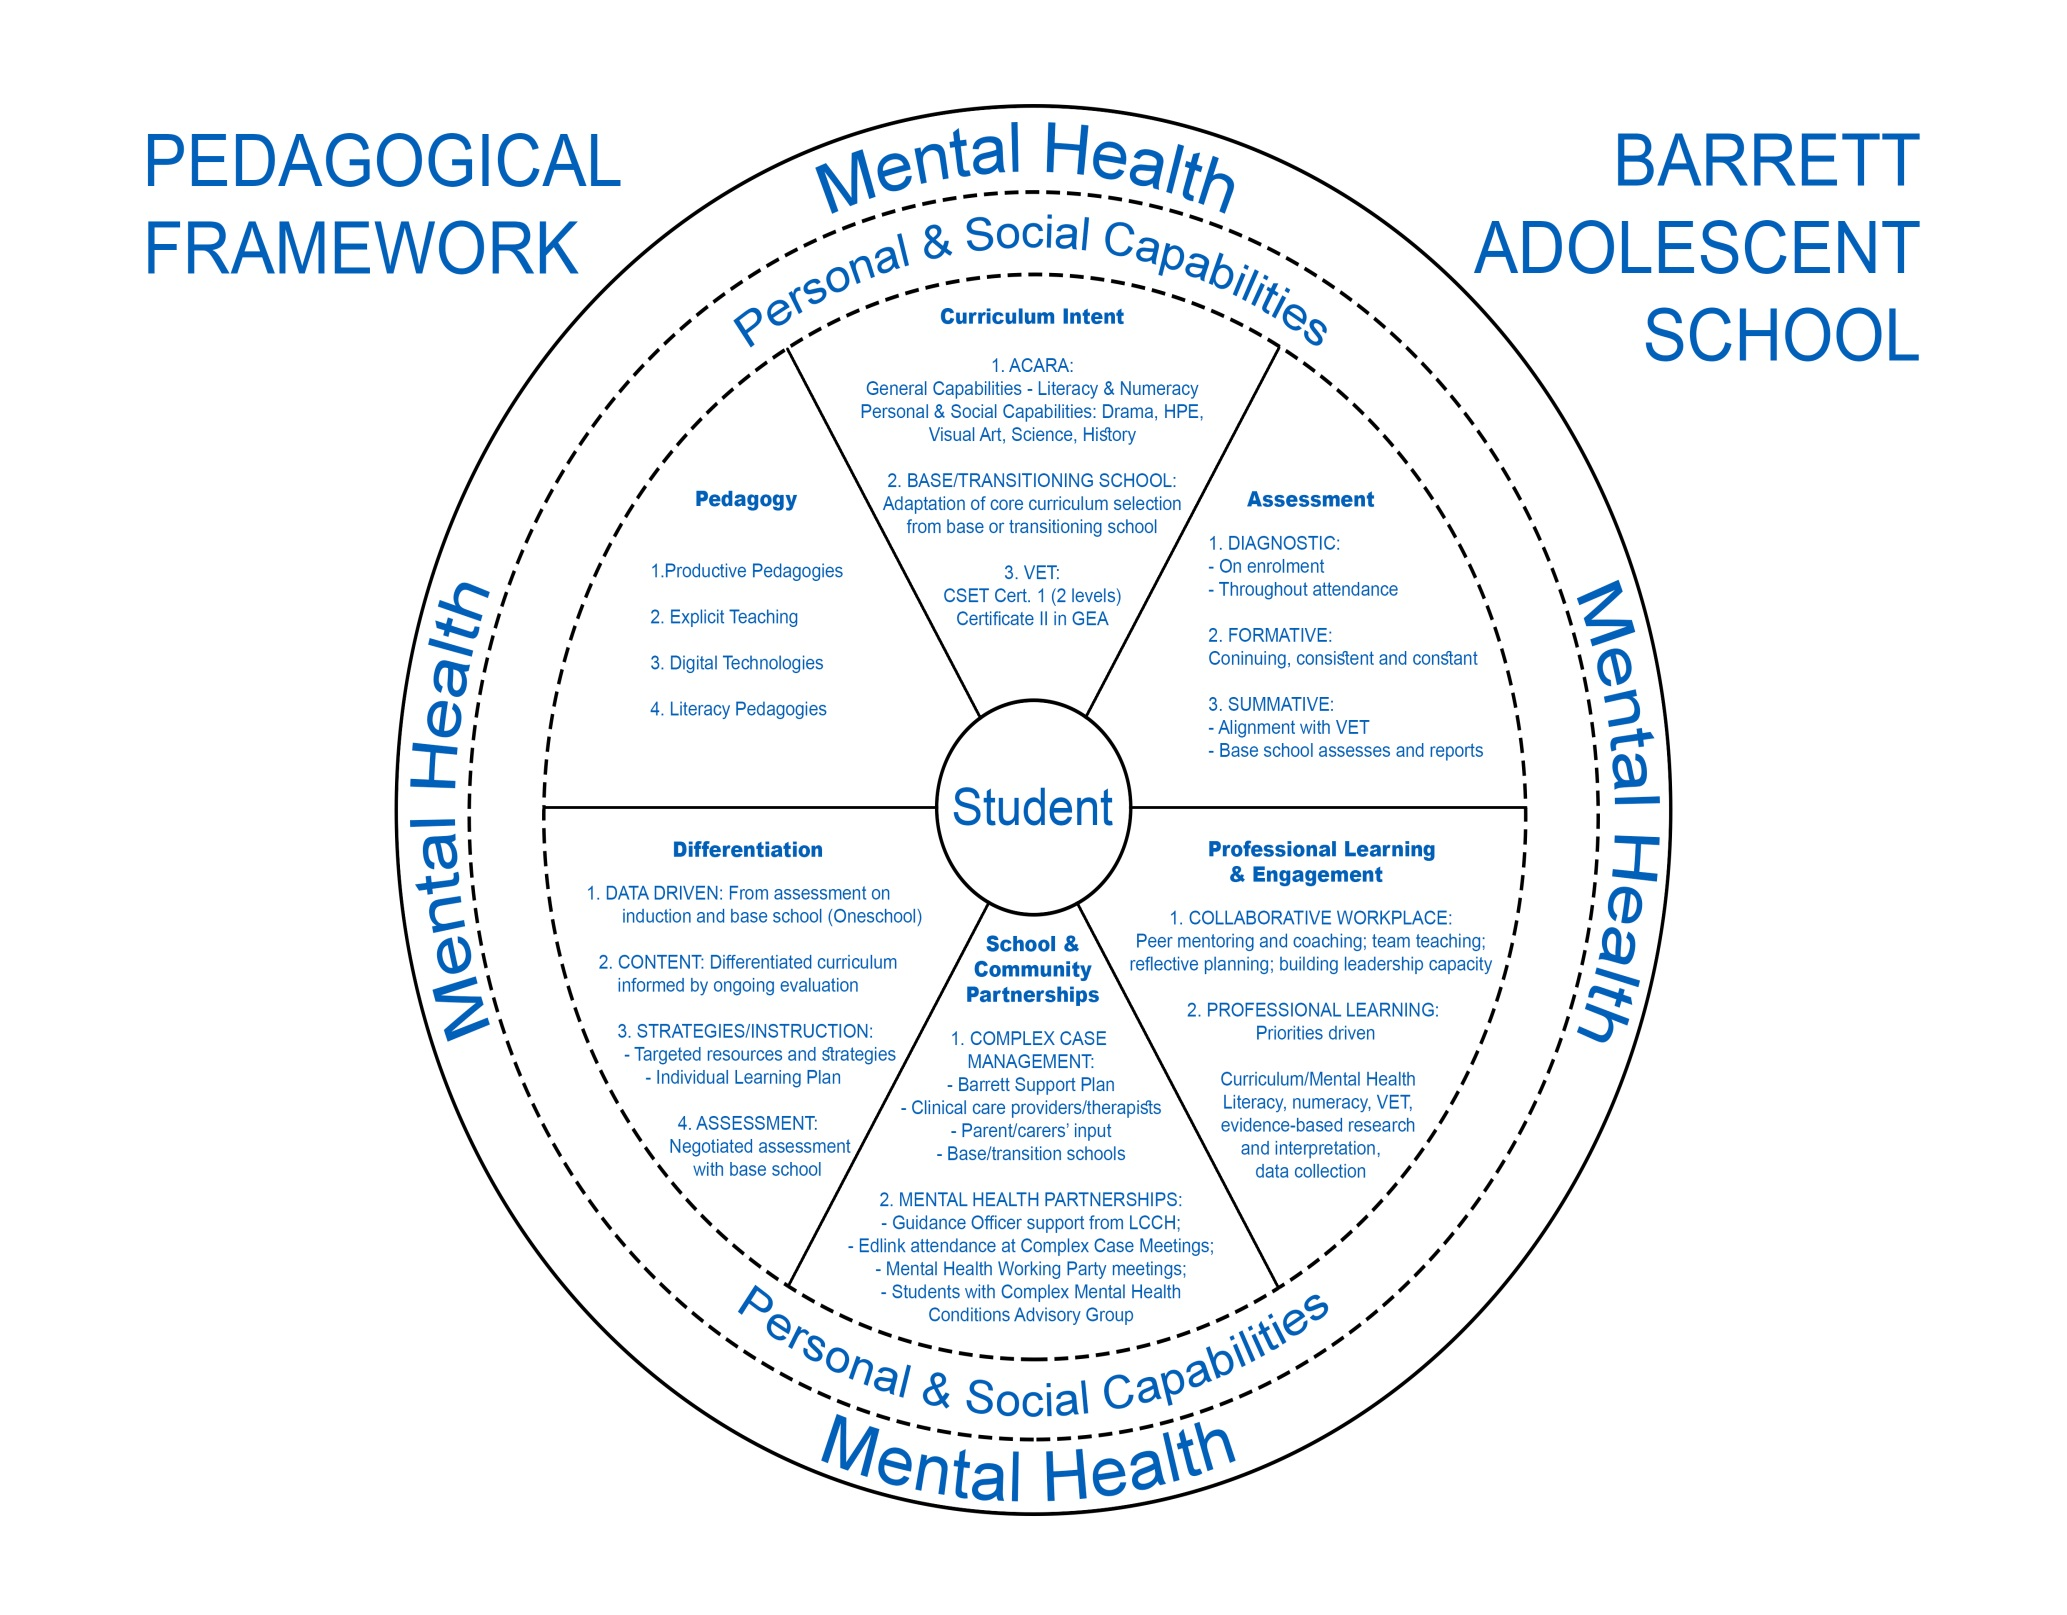 PEDAGOGICAL
FRAMEWORK
BARRETT
ADOLESCENT
SCHOOL
Mental Health
Personal & Social Capabilities
Curriculum Intent
1. ACARA:
General Capabilities - Literacy & Numeracy
Personal & Social Capabilities: Drama, HPE,
Visual Art, Science, History
2. BASE/TRANSITIONING SCHOOL:
Adaptation of core curriculum selection
from base or transitioning school
3. VET:
CSET Cert. 1 (2 levels)
Certificate II in GEA
Pedagogy
1.Productive Pedagogies
2. Explicit Teaching
3. Digital Technologies
4. Literacy Pedagogies
Assessment
1. DIAGNOSTIC:
- On enrolment
- Throughout attendance
2. FORMATIVE:
Coninuing, consistent and constant
3. SUMMATIVE:
- Alignment with VET
- Base school assesses and reports
Mental Health
Student
Mental Health
Differentiation
1. DATA DRIVEN: From assessment on
induction and base school (Oneschool)
2. CONTENT: Differentiated curriculum
informed by ongoing evaluation
3. STRATEGIES/INSTRUCTION:
- Targeted resources and strategies
- Individual Learning Plan
4. ASSESSMENT:
Negotiated assessment
with base school
School &
Community
Partnerships
1. COMPLEX CASE
MANAGEMENT:
- Barrett Support Plan
- Clinical care providers/therapists
- Parent/carers’ input
- Base/transition schools
2. MENTAL HEALTH PARTNERSHIPS:
- Guidance Officer support from LCCH;
- Edlink attendance at Complex Case Meetings;
- Mental Health Working Party meetings;
- Students with Complex Mental Health
Conditions Advisory Group
Professional Learning
& Engagement
1. COLLABORATIVE WORKPLACE:
Peer mentoring and coaching; team teaching;
reflective planning; building leadership capacity
2. PROFESSIONAL LEARNING:
Priorities driven
Curriculum/Mental Health
Literacy, numeracy, VET,
evidence-based research
and interpretation,
data collection
Personal & Social Capabilities
Mental Health